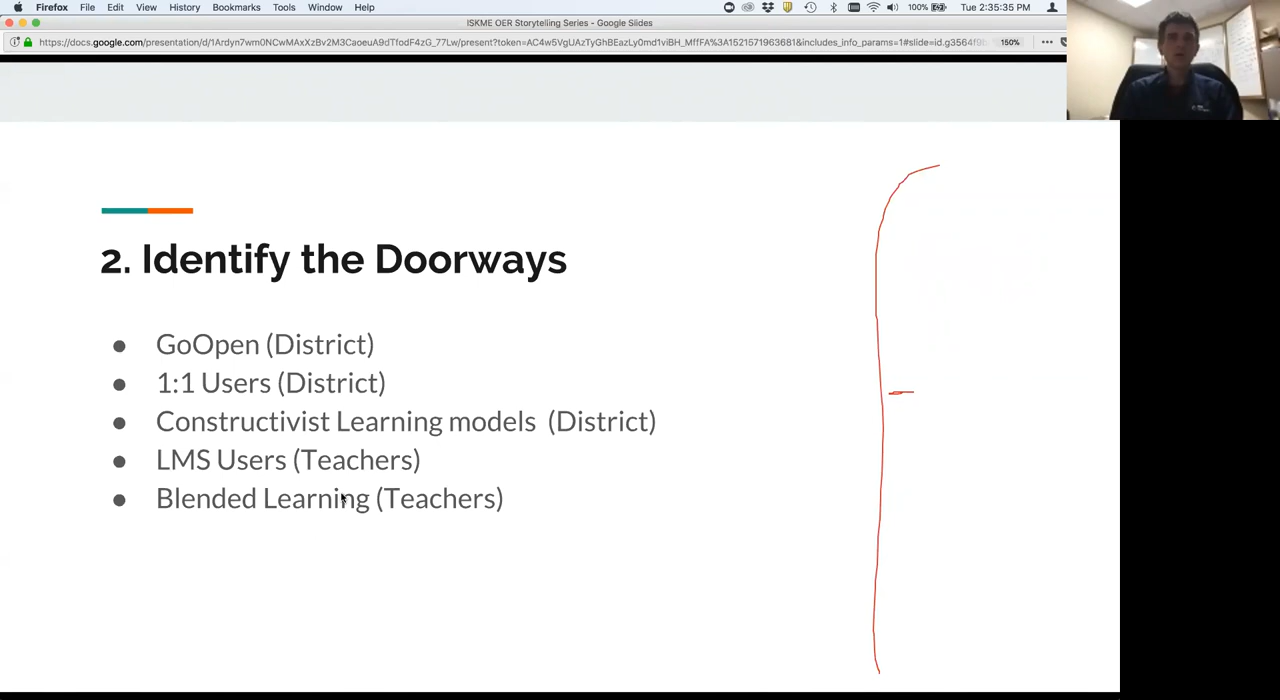 Firefox File Edit View History Bookmarks Tools Window Help 100% Tue 2:35:35 PM
ISKME OER Storytelling Series - Google Slides
150%
2. Identify the Doorways
● GoOpen (District)
● 1:1 Users (District)
● Constructivist Learning models (District)
● LMS Users (Teachers)
● Blended Learning (Teachers)